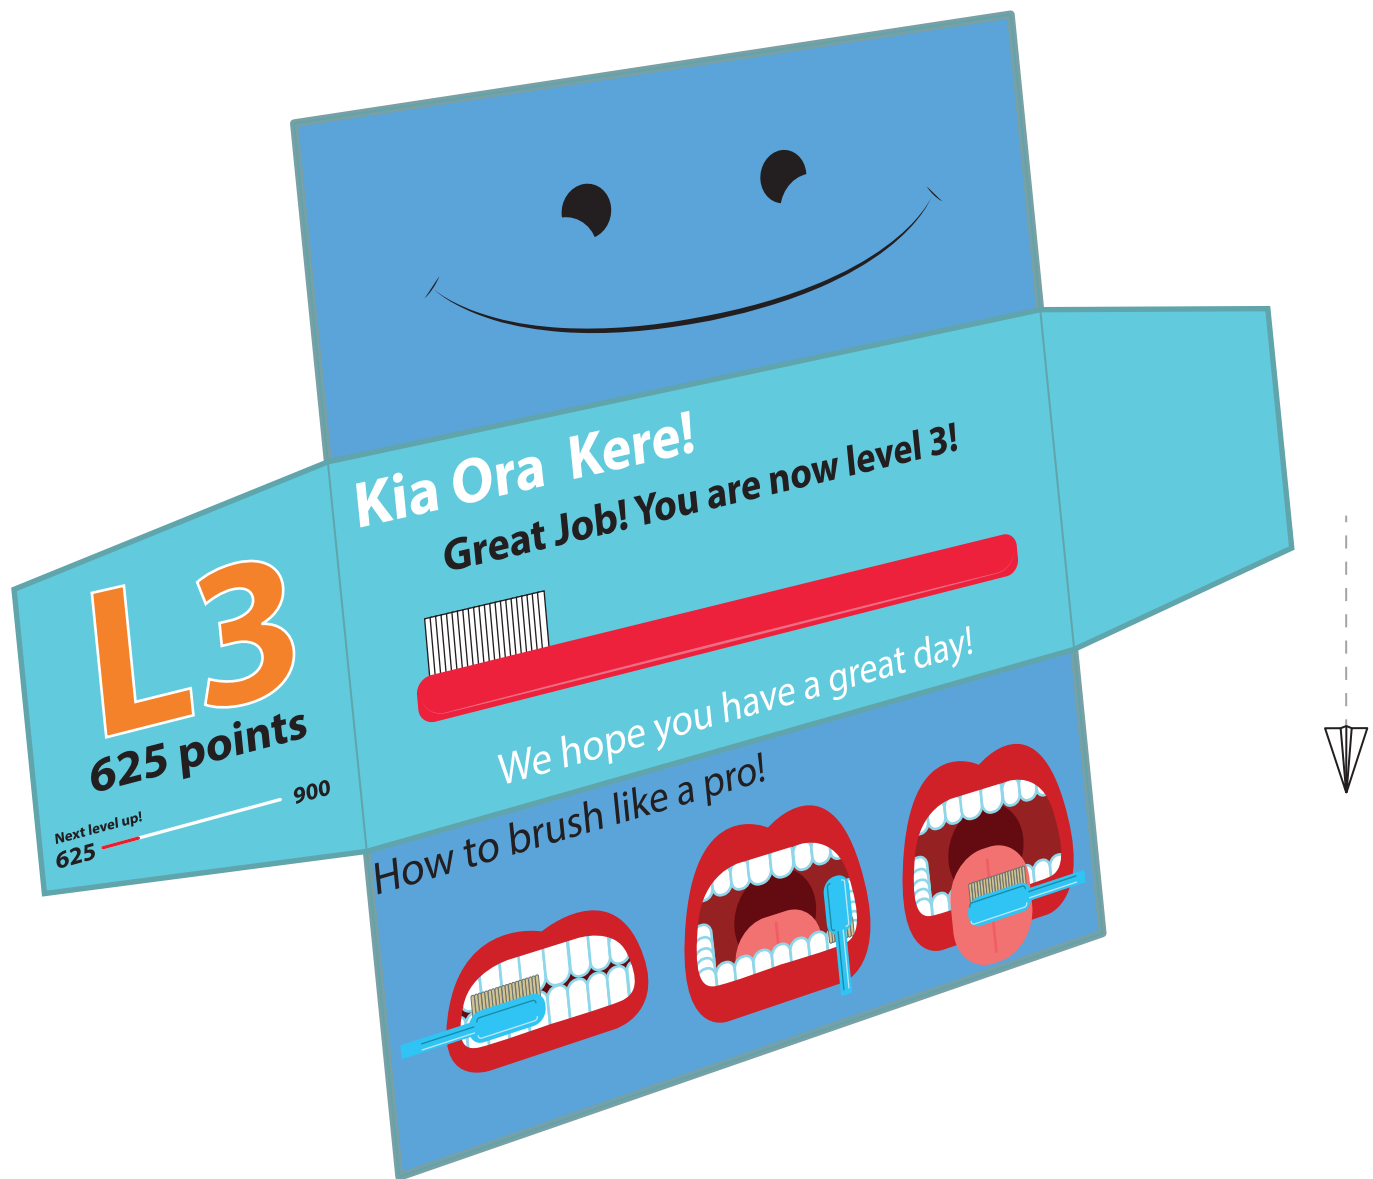 Kia Ora Kere!
Great Job! You are now level 3!
We hope you have a great day!
L3
625 points
Next level up!
625
900
How to brush like a pro!